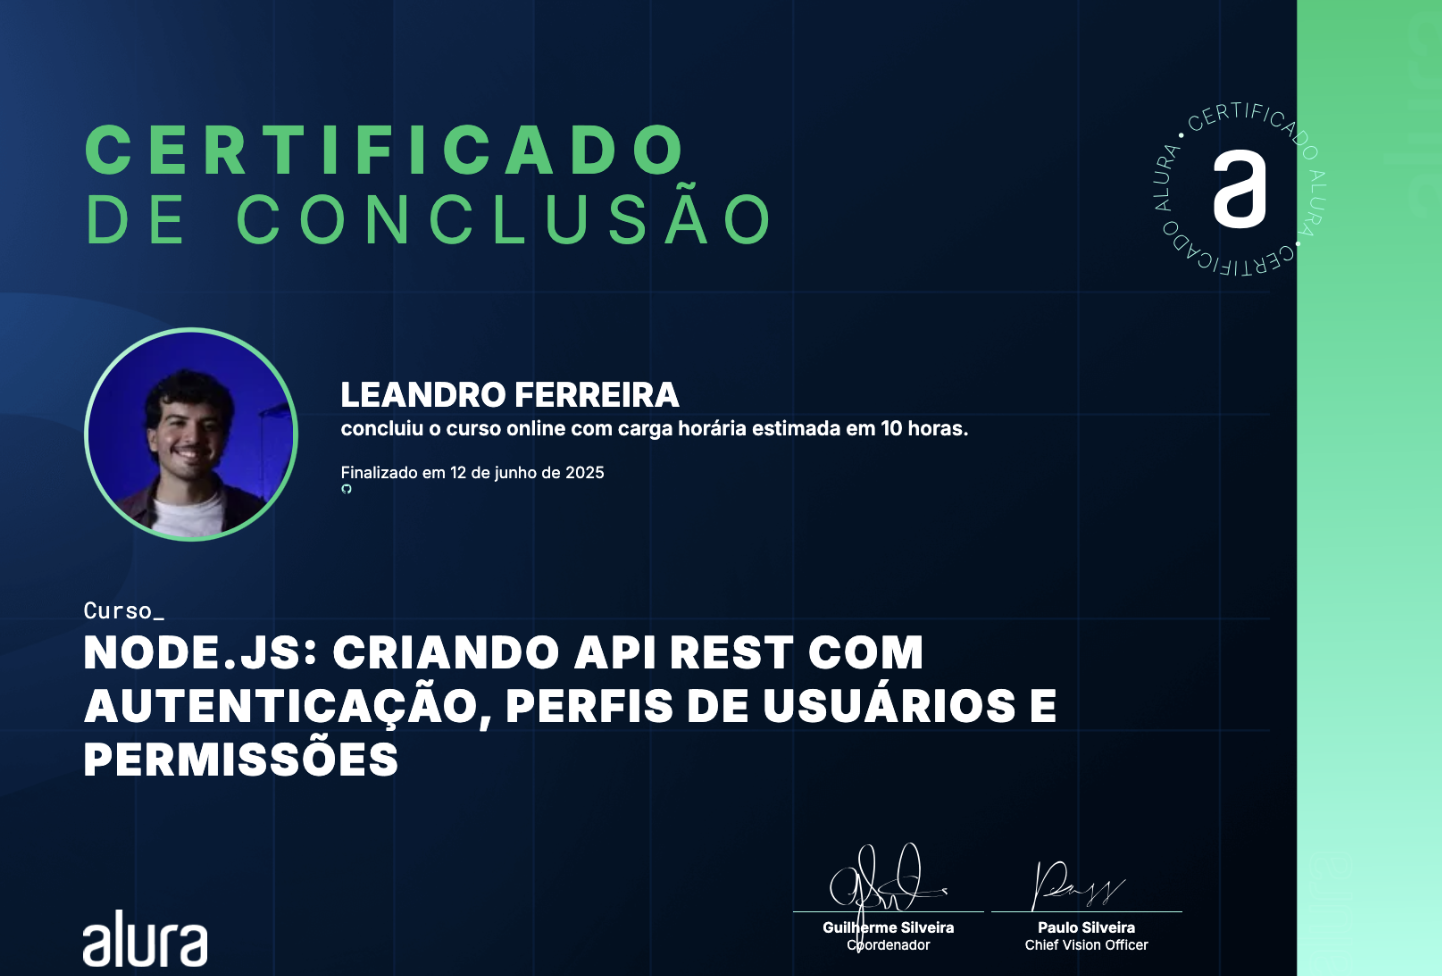 CERTIFICADO
DE CONCLUSÃO
CERTIFICADO ALURA • CERTIFICADO ALURA •
a
LEANDRO FERREIRA
concluiu o curso online com carga horária estimada em 10 horas.
Finalizado em 12 de junho de 2025
Curso_
NODE.JS: CRIANDO API REST COM
AUTENTICAÇÃO, PERFIS DE USUÁRIOS E
PERMISSÕES
alura
Guilherme Silveira
Coordenador
Paulo Silveira
Chief Vision Officer